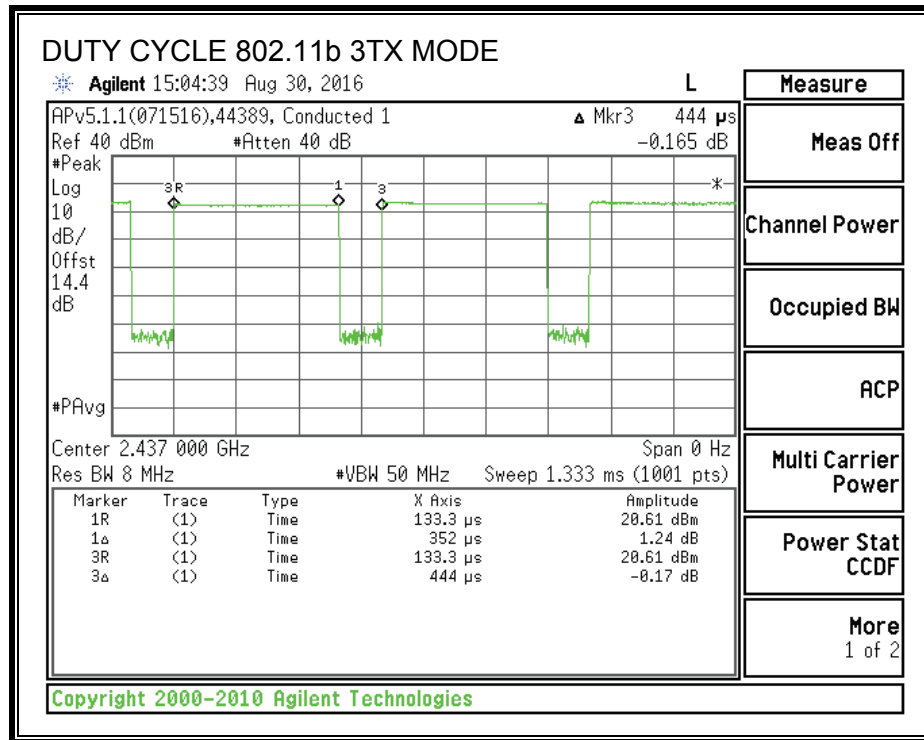 DUTY CYCLE 802.11b 3TX MODE
Agilent 15:04:39 Aug 30, 2016 L
Measure
APv5.1.1(071516),44389, Conducted 1 Δ Mkr3 444 µs
Ref 40 dBm #Atten 40 dB -0.165 dB
#Peak
Log
10
dB/
Offst
14.4
dB
#PAvg
3R 1 3
Center 2.437 000 GHz Span 0 Hz
Res BW 8 MHz #VBW 50 MHz Sweep 1.333 ms (1001 pts)
Marker Trace Type X Axis Amplitude
1R (1) Time 133.3 µs 20.61 dBm
1Δ (1) Time 352 µs 1.24 dB
3R (1) Time 133.3 µs 20.61 dBm
3Δ (1) Time 444 µs -0.17 dB
Meas Off
Channel Power
Occupied BW
ACP
Multi Carrier
Power
Power Stat
CCDF
More
1 of 2
Copyright 2000-2010 Agilent Technologies